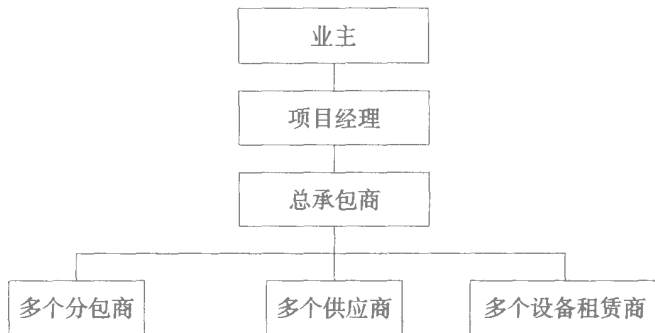 业主
项目经理
总承包商
多个分包商
多个供应商
多个设备租赁商